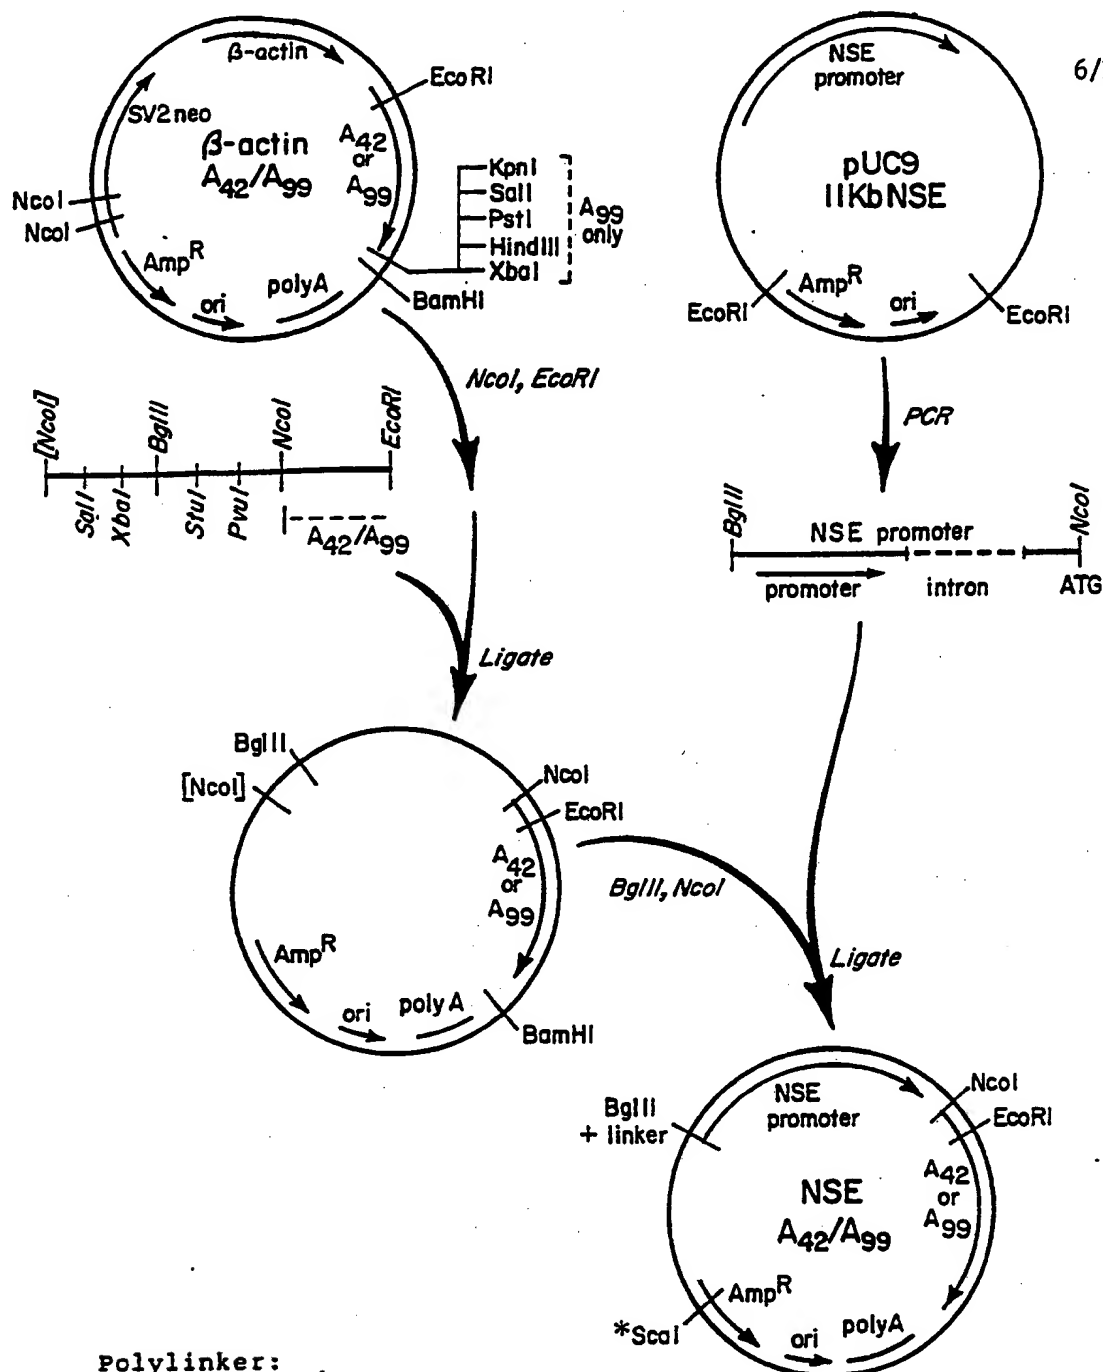 6/
β-actin
EcoRI
SV2neo
β-actin
A42/A99
A42
or
A99
NcoI
NcoI
KpnI
SalI
PstI
HindIII
XbaI
A99
only
BamHI
AmpR
ori
polyA
NSE
promoter
pUC9
11KbNSE
EcoRI
AmpR
ori
EcoRI
NcoI, EcoRI
PCR
[NcoI]
BglII
NcoI
EcoRI
SalI
XbaI
StuI
PvuI
A42/A99
BglII
NSE promoter
NcoI
promoter
intron
ATG
Ligate
BglII
[NcoI]
NcoI
EcoRI
A42
or
A99
AmpR
ori
poly A
BamHI
BglII, NcoI
Ligate
NSE
promoter
BglII
+ linker
NcoI
EcoRI
A42
or
A99
NSE
A42/A99
AmpR
*ScaI
ori
polyA
Polylinker: